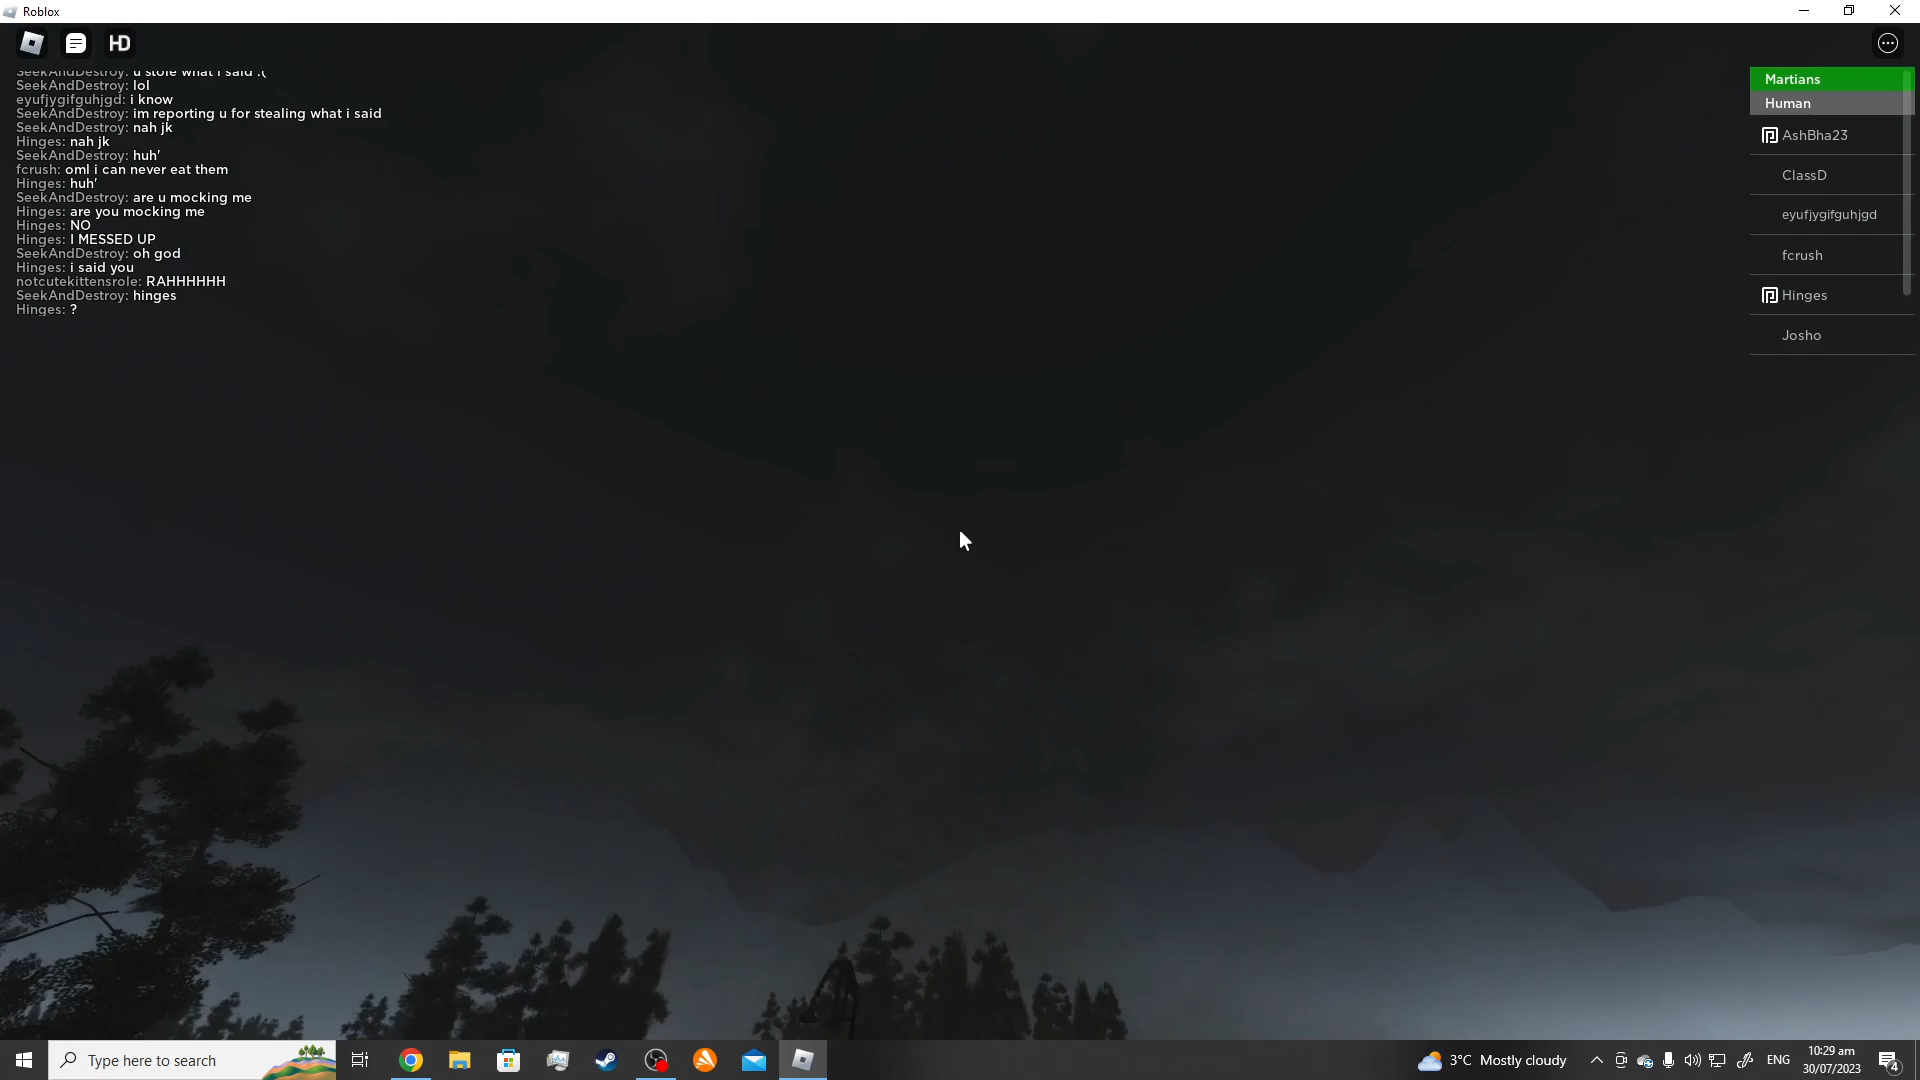 Roblox
HD
SeekAndDestroy: u stole what i said :(
SeekAndDestroy: lol
eyufjygifguhjgd: i know
SeekAndDestroy: im reporting u for stealing what i said
SeekAndDestroy: nah jk
Hinges: nah jk
SeekAndDestroy: huh'
fcrush: oml i can never eat them
Hinges: huh'
SeekAndDestroy: are u mocking me
Hinges: are you mocking me
Hinges: NO
Hinges: I MESSED UP
SeekAndDestroy: oh god
Hinges: i said you
notcutekittensrole: RAHHHHHH
SeekAndDestroy: hinges
Hinges: ?
Martians
Human
AshBha23
ClassD
eyufjygifguhjgd
fcrush
Hinges
Josho
Type here to search
3°C Mostly cloudy
ENG
10:29 am
30/07/2023
4